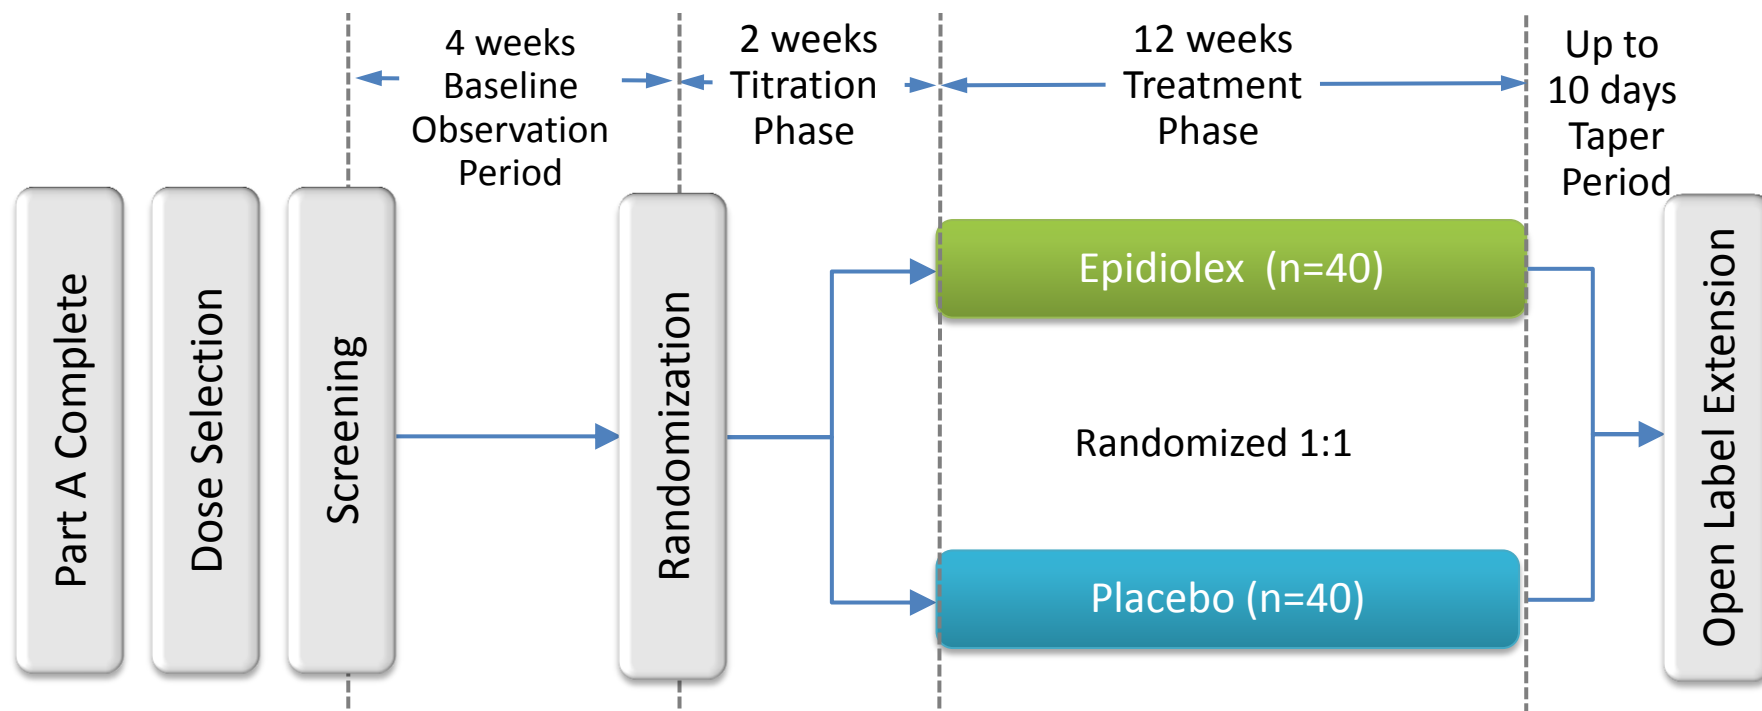 4 weeks
Baseline
Observation
Period
2 weeks
Titration
Phase
12 weeks
Treatment
Phase
Up to
10 days
Taper
Period
Part A Complete
Dose Selection
Screening
Randomization
Epidiolex (n=40)
Randomized 1:1
Placebo (n=40)
Open Label Extension